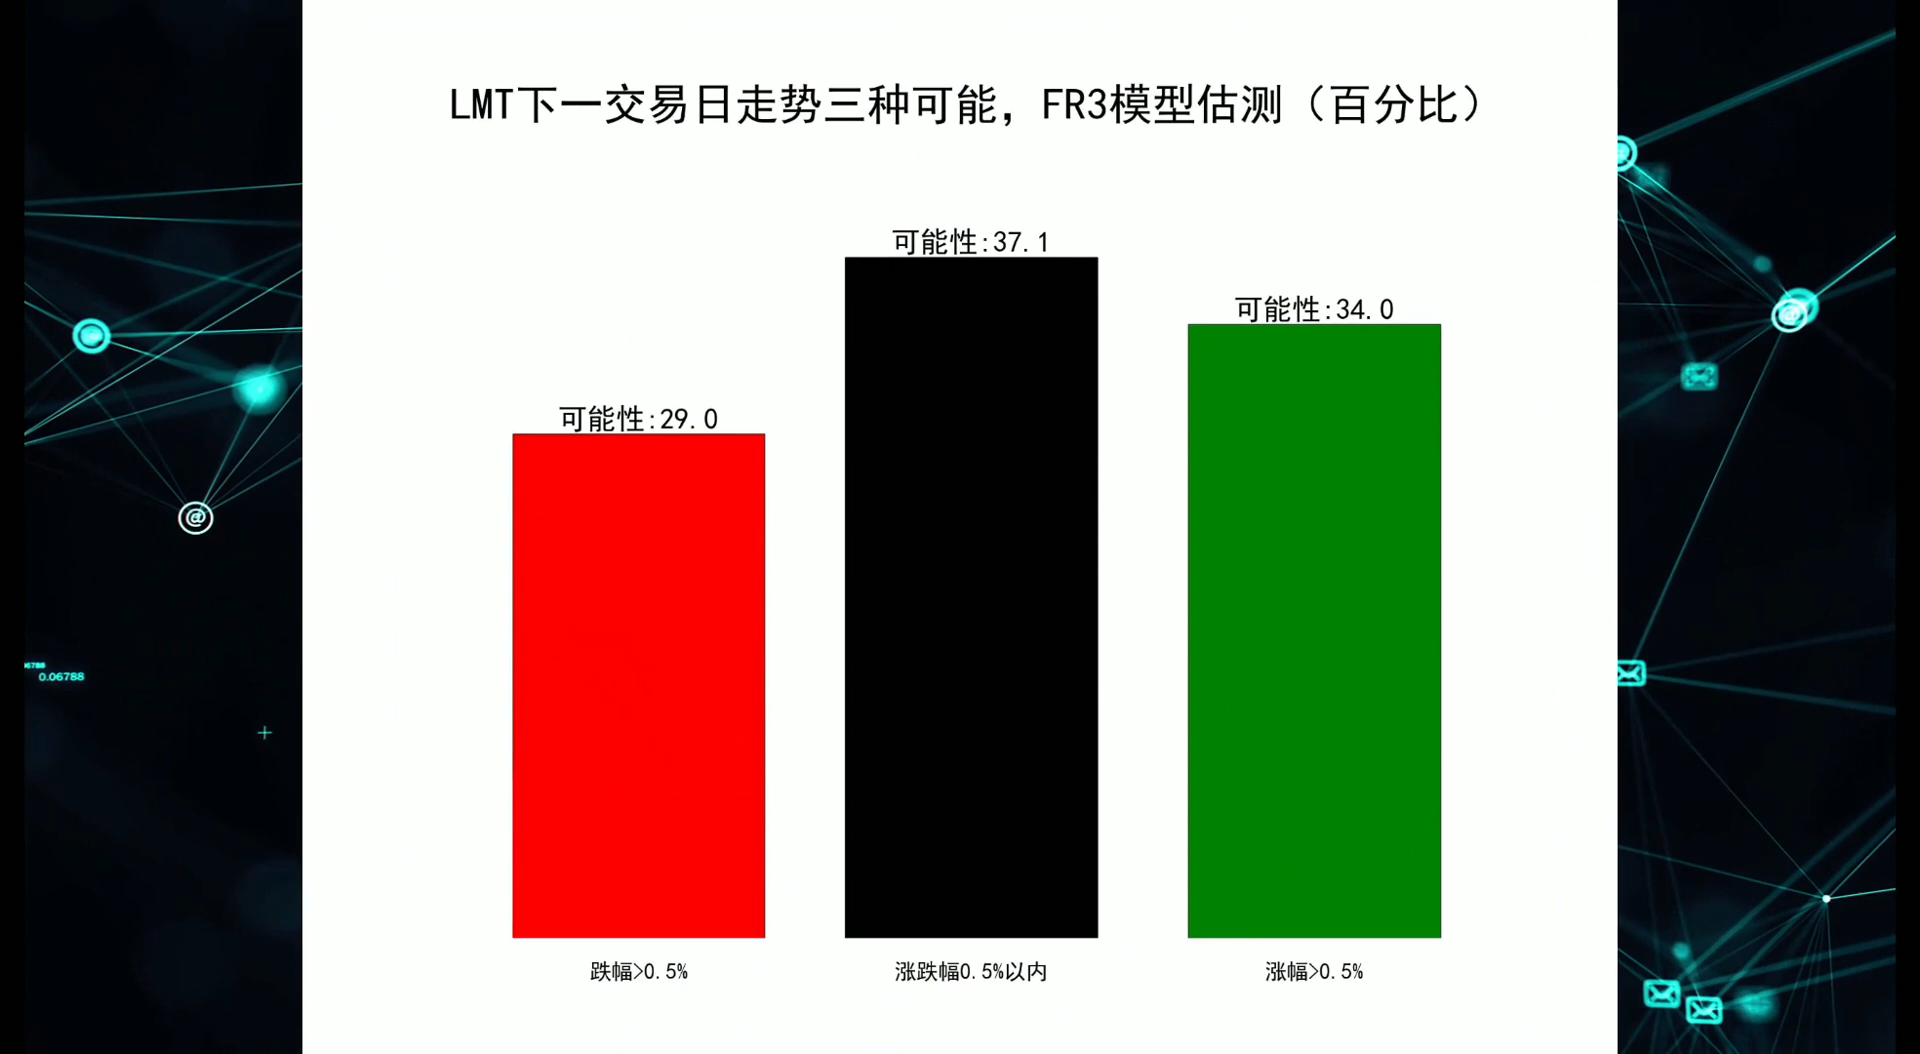 LMT下一交易日走势三种可能，FR3模型估测（百分比）
可能性:37.1
可能性:34.0
可能性:29.0
跌幅>0.5%
涨跌幅0.5%以内
涨幅>0.5%
@
@
6788
0.06788